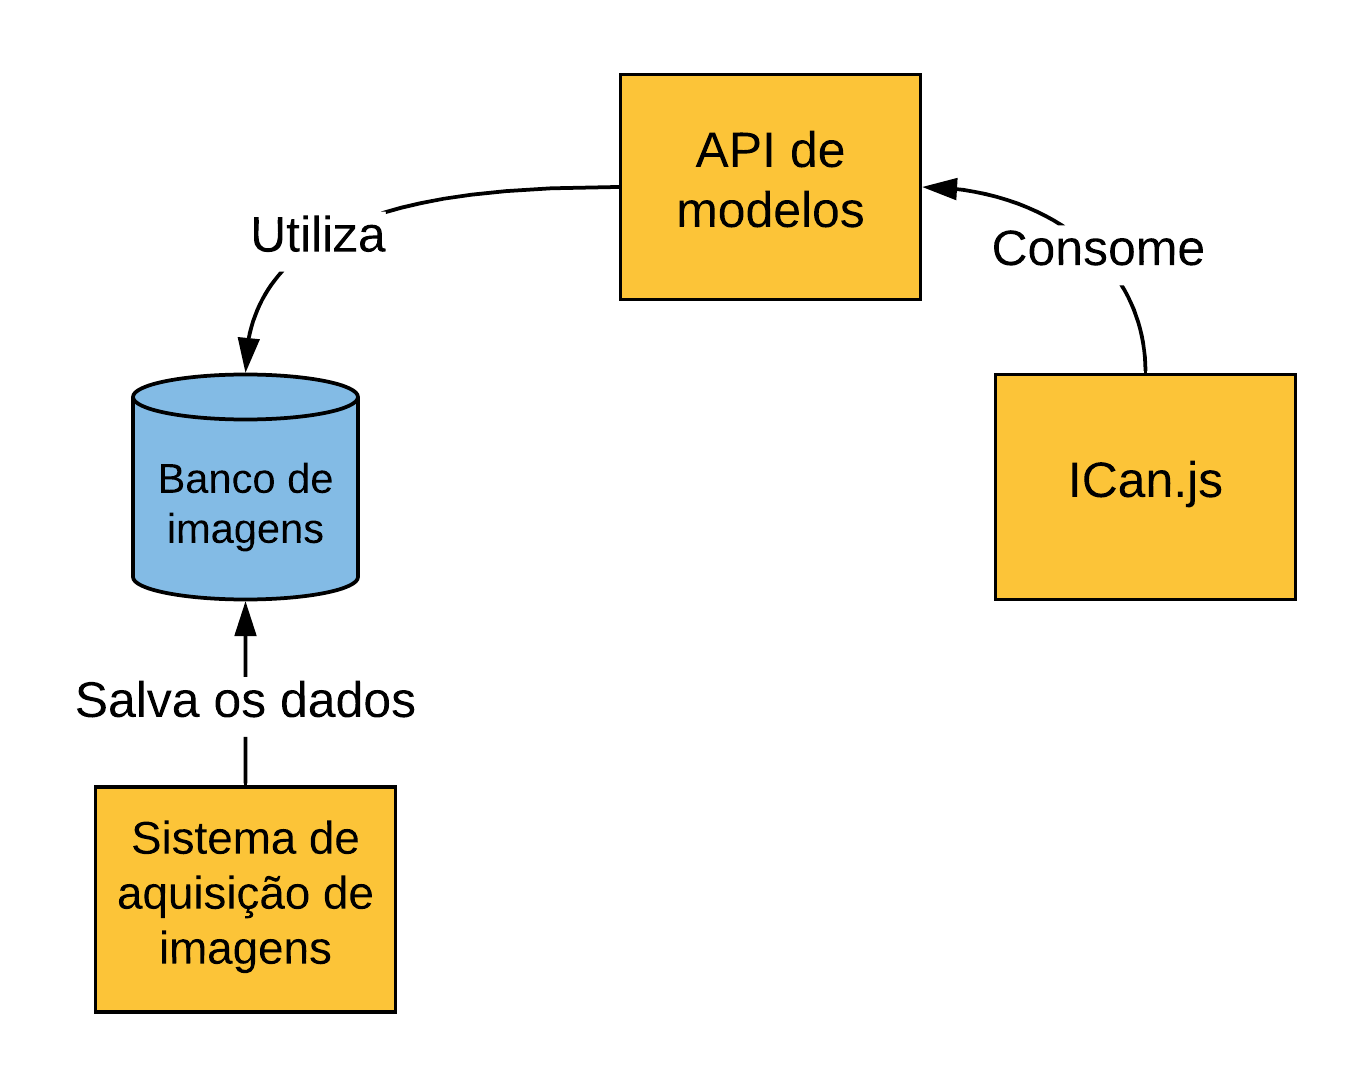 API de
modelos
Utiliza
Consome
Banco de
imagens
ICan.js
Salva os dados
Sistema de
aquisição de
imagens